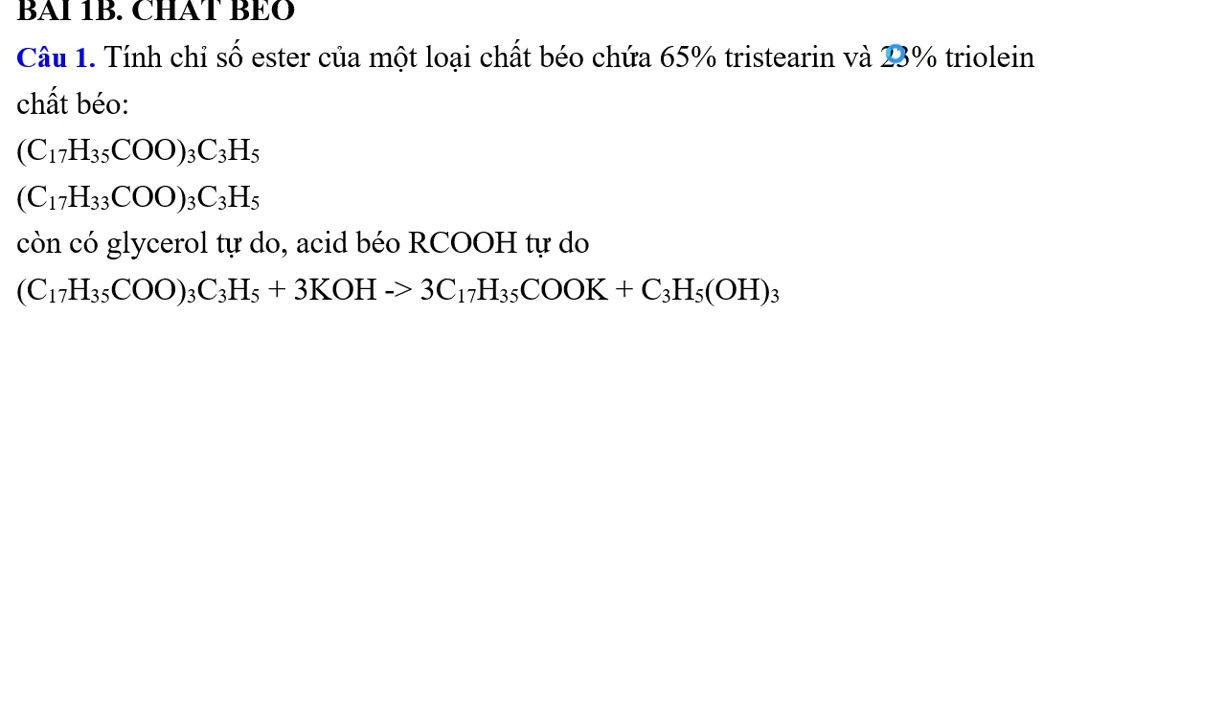 BÀI 1B. CHẤT BÉO
Câu 1. Tính chỉ số ester của một loại chất béo chứa 65% tristearin và 23% triolein
chất béo:
(C₁₇H₃₅COO)₃C₃H₅
(C₁₇H₃₃COO)₃C₃H₅
còn có glycerol tự do, acid béo RCOOH tự do
(C₁₇H₃₅COO)₃C₃H₅ + 3KOH -> 3C₁₇H₃₅COOK + C₃H₅(OH)₃